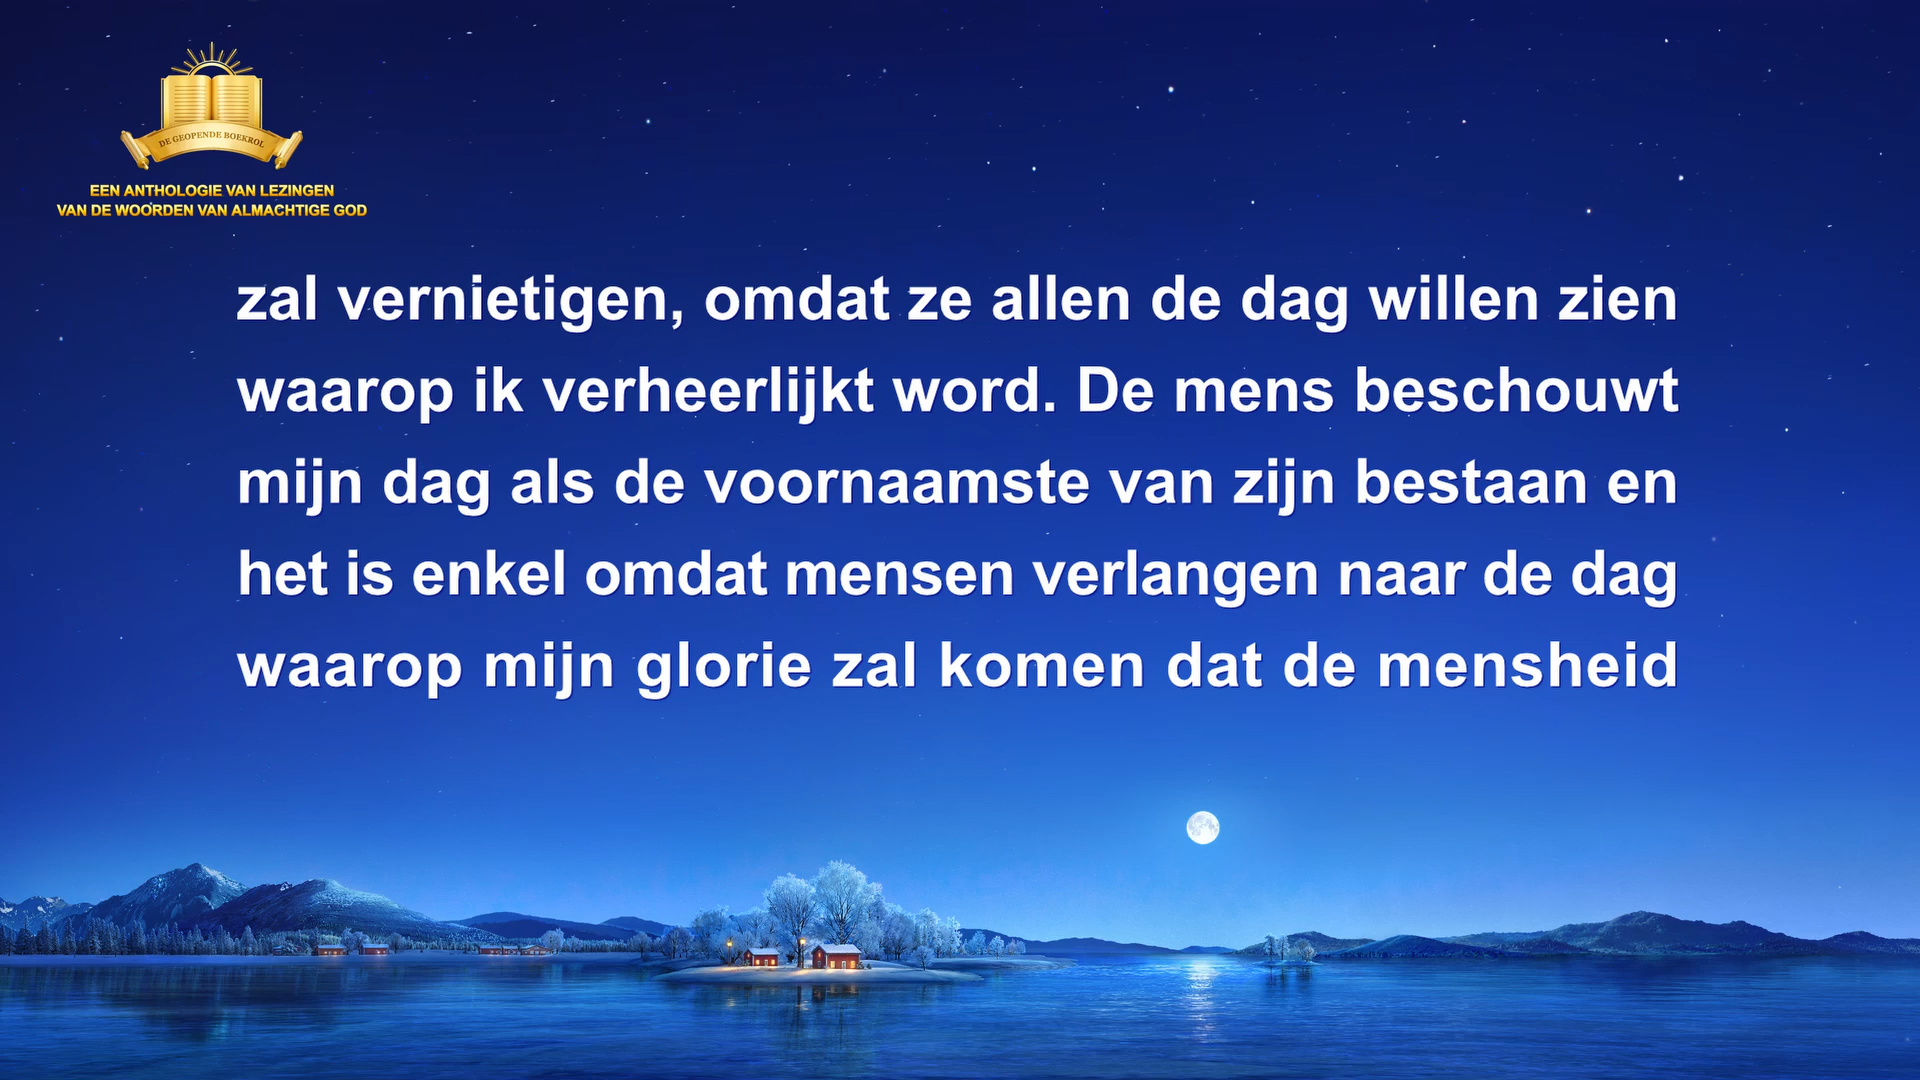 DE GEOPENDE BOEKROL
EEN ANTHOLOGIE VAN LEZINGEN
VAN DE WOORDEN VAN ALMACHTIGE GOD
zal vernietigen, omdat ze allen de dag willen zien
waarop ik verheerlijkt word. De mens beschouwt
mijn dag als de voornaamste van zijn bestaan en
het is enkel omdat mensen verlangen naar de dag
waarop mijn glorie zal komen dat de mensheid